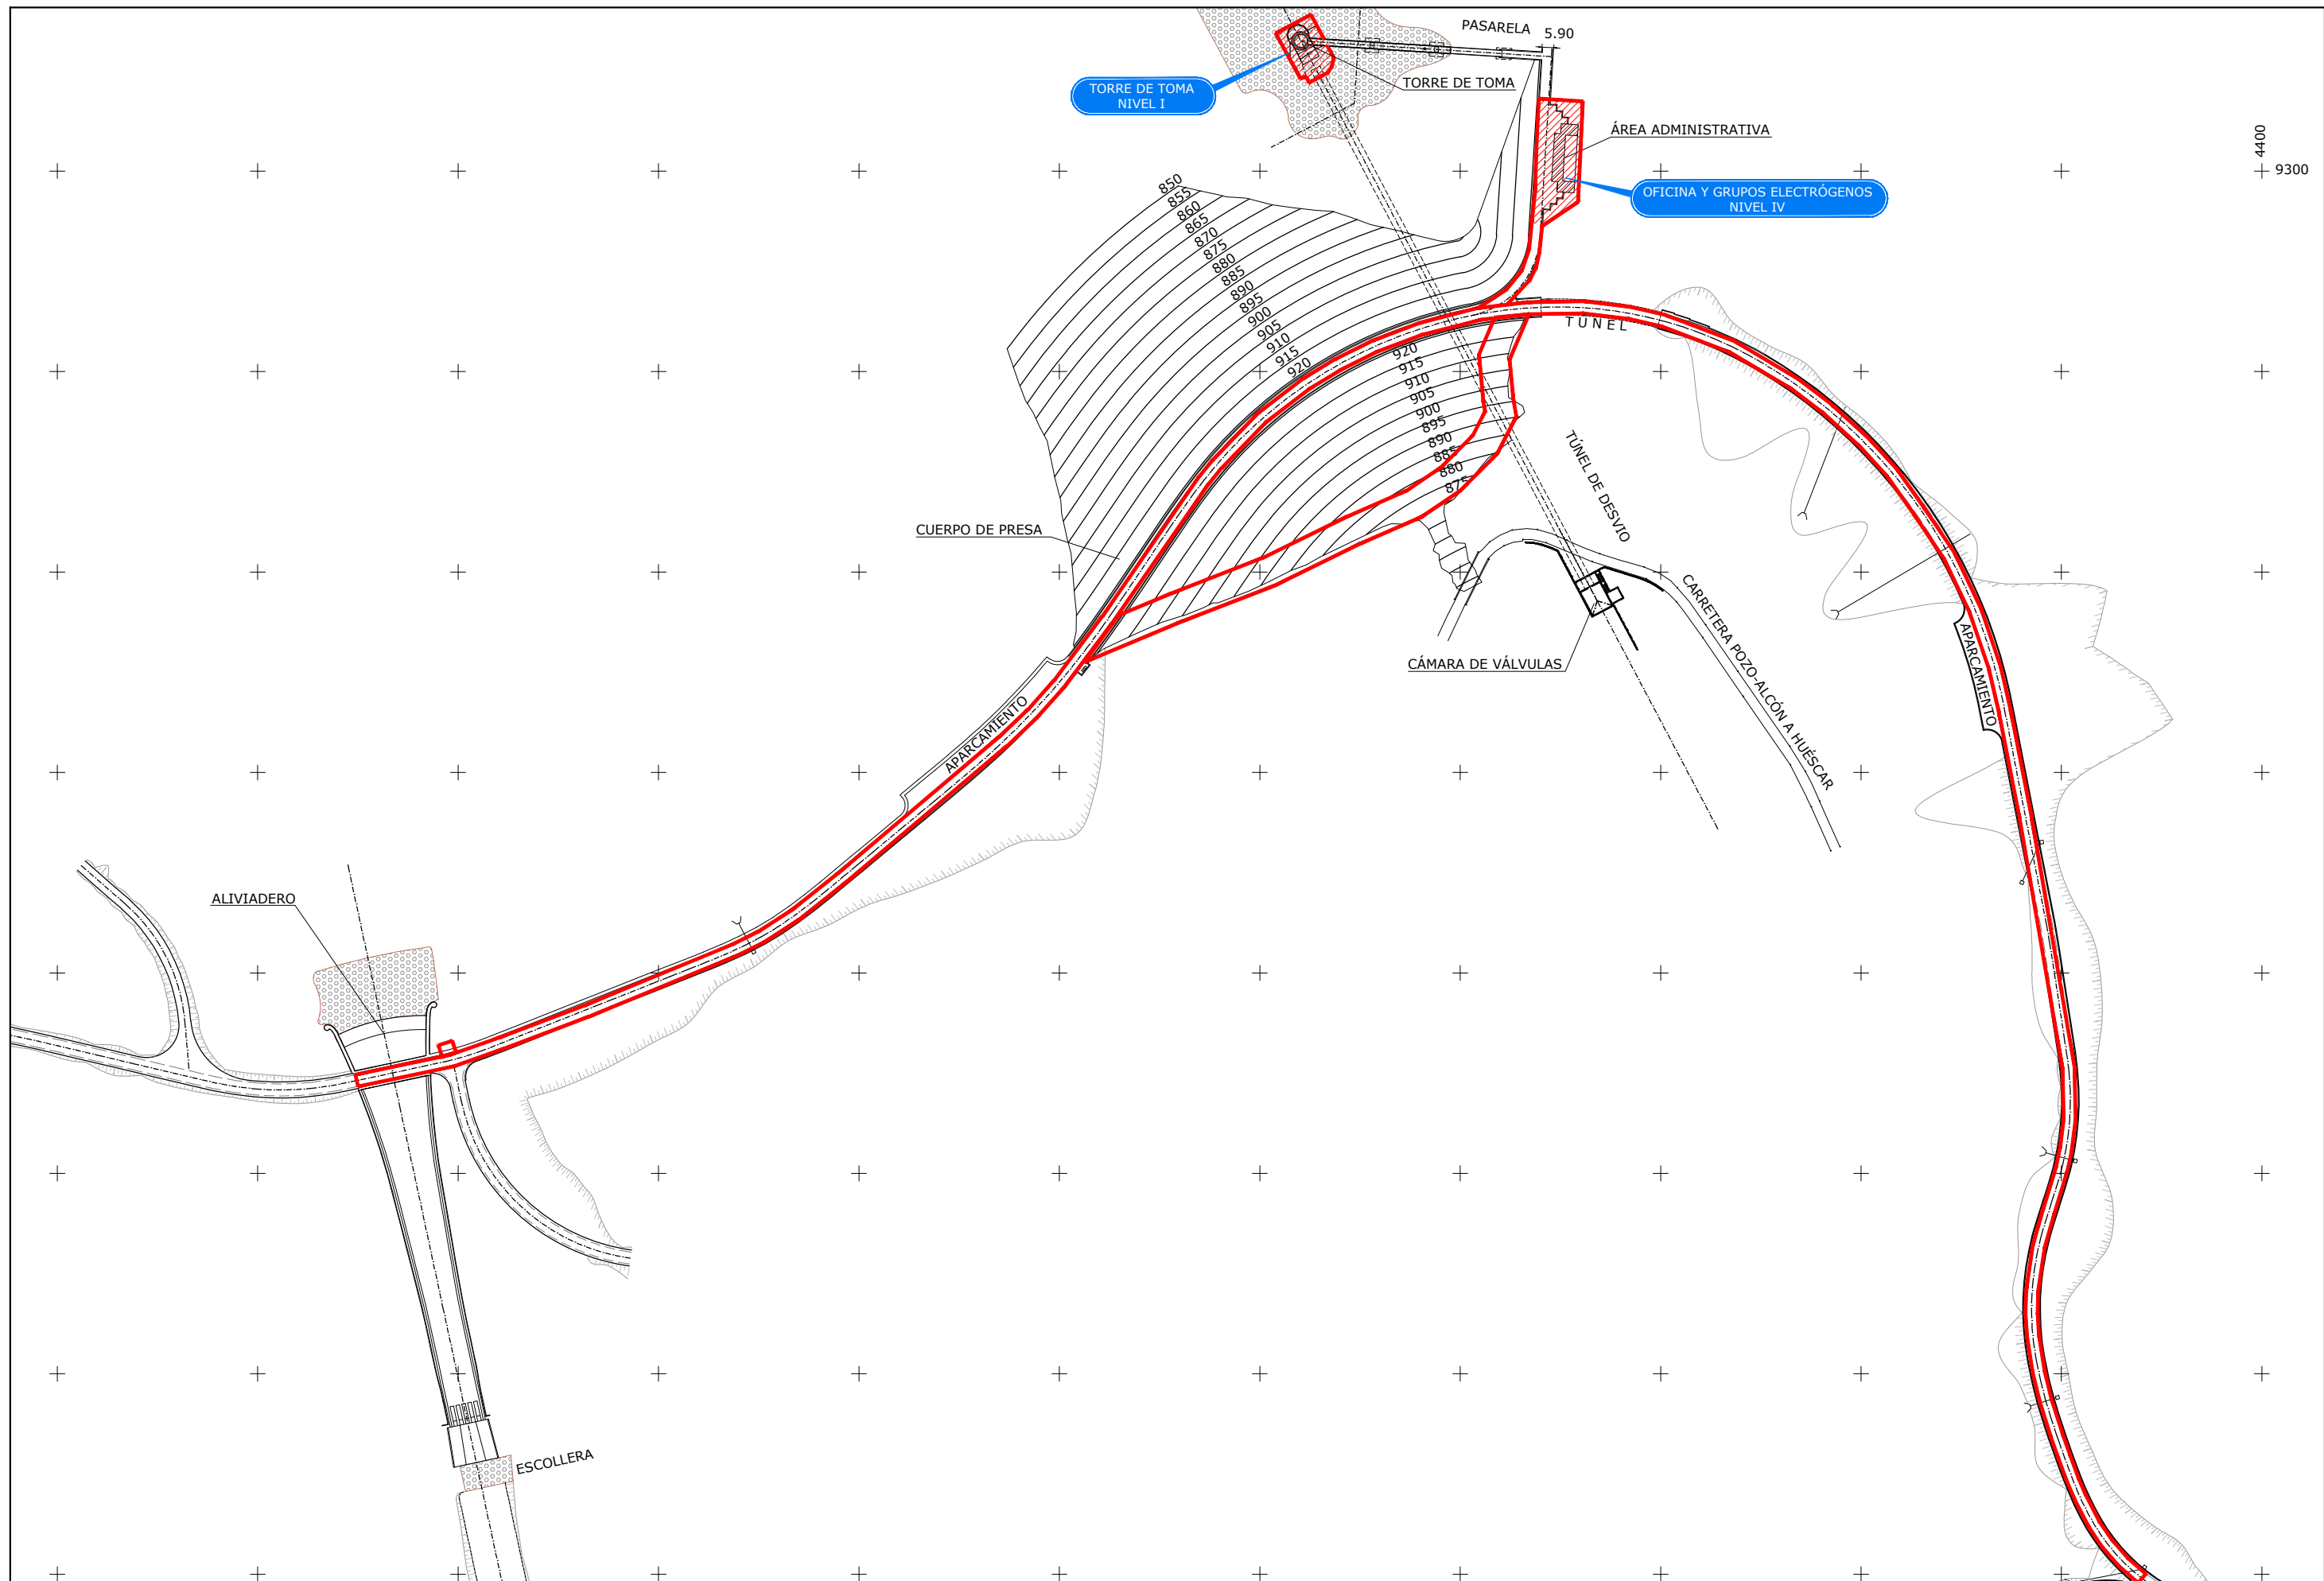 PASARELA
5.90
TORRE DE TOMA
NIVEL I
TORRE DE TOMA
ÁREA ADMINISTRATIVA
4400
9300
OFICINA Y GRUPOS ELECTRÓGENOS
NIVEL IV
850
855
860
865
870
875
880
885
890
895
900
905
910
915
920
TÚNEL
920
915
910
905
900
895
890
885
880
875
TÚNEL DE DESVIO
CUERPO DE PRESA
CARRETERA POZO-ALCÓN A HUÉSCAR
CÁMARA DE VÁLVULAS
APARCAMIENTO
APARCAMIENTO
ALIVIADERO
ESCOLLERA